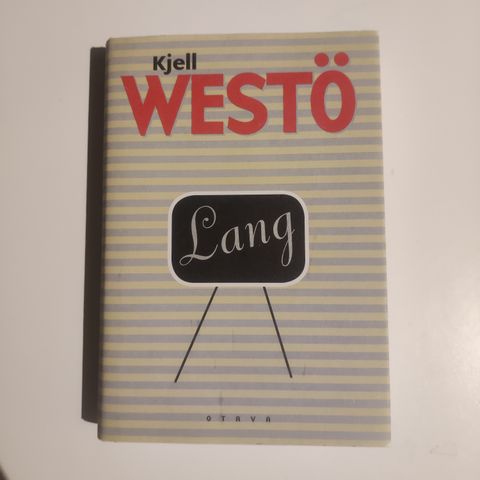 Kjell
WESTÖ
Lang
OTAVA